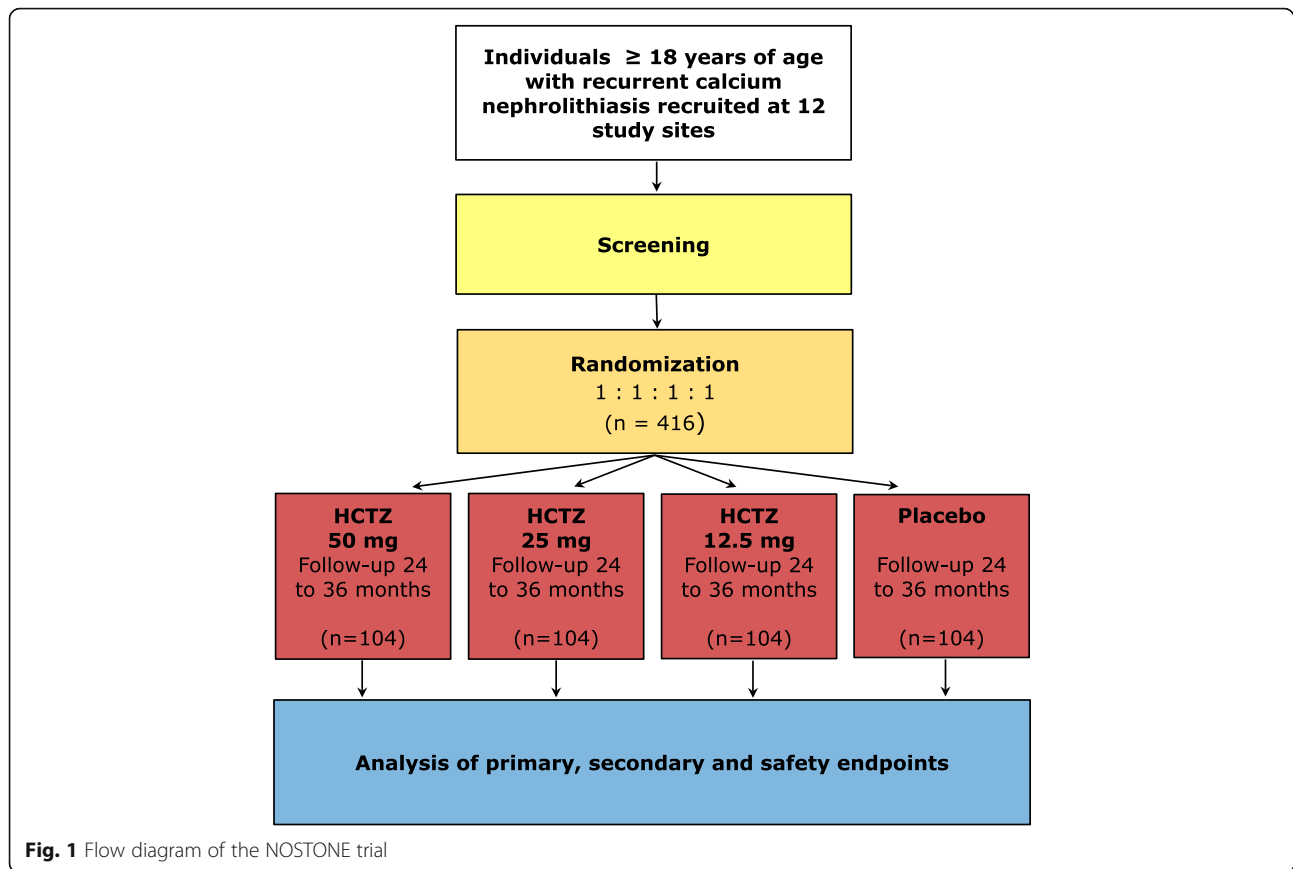 Individuals ≥ 18 years of age
with recurrent calcium
nephrolithiasis recruited at 12
study sites
Screening
Randomization
1 : 1 : 1 : 1
(n = 416)
HCTZ
50 mg
Follow-up 24
to 36 months
(n=104)
HCTZ
25 mg
Follow-up 24
to 36 months
(n=104)
HCTZ
12.5 mg
Follow-up 24
to 36 months
(n=104)
Placebo
Follow-up 24
to 36 months
(n=104)
Analysis of primary, secondary and safety endpoints
Fig. 1 Flow diagram of the NOSTONE trial